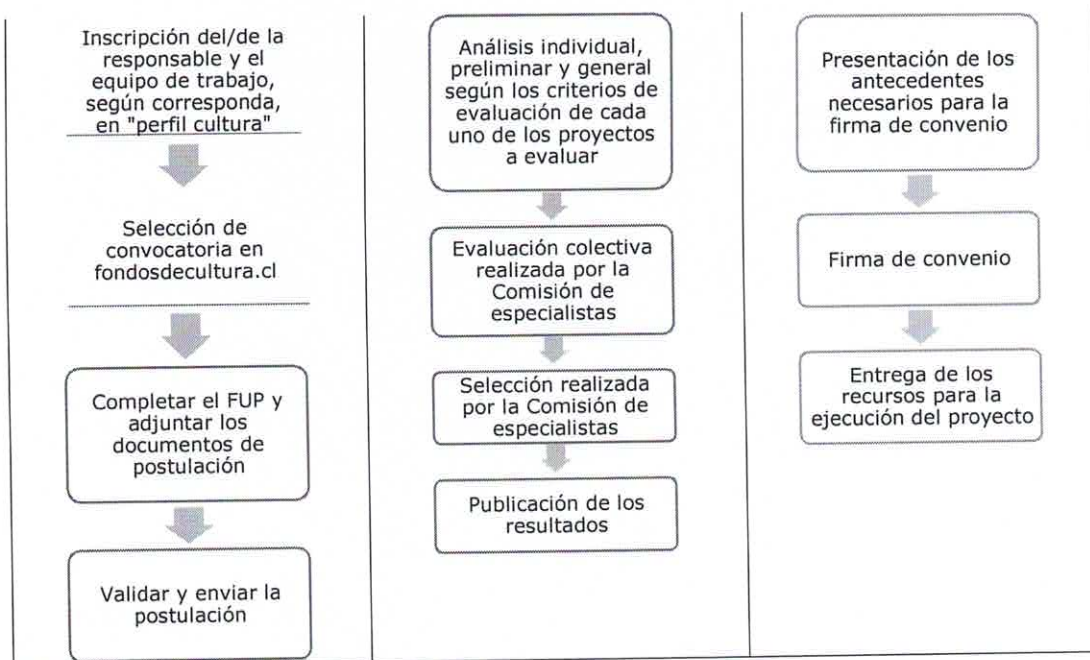 Inscripción del/de la
responsable y el
equipo de trabajo,
según corresponda,
en "perfil cultura"
Selección de
convocatoria en
fondosdecultura.cl
Completar el FUP y
adjuntar los
documentos de
postulación
Validar y enviar la
postulación
Análisis individual,
preliminar y general
según los criterios de
evaluación de cada
uno de los proyectos
a evaluar
Evaluación colectiva
realizada por la
Comisión de
especialistas
Selección realizada
por la Comisión de
especialistas
Publicación de los
resultados
Presentación de los
antecedentes
necesarios para la
firma de convenio
Firma de convenio
Entrega de los
recursos para la
ejecución del proyecto